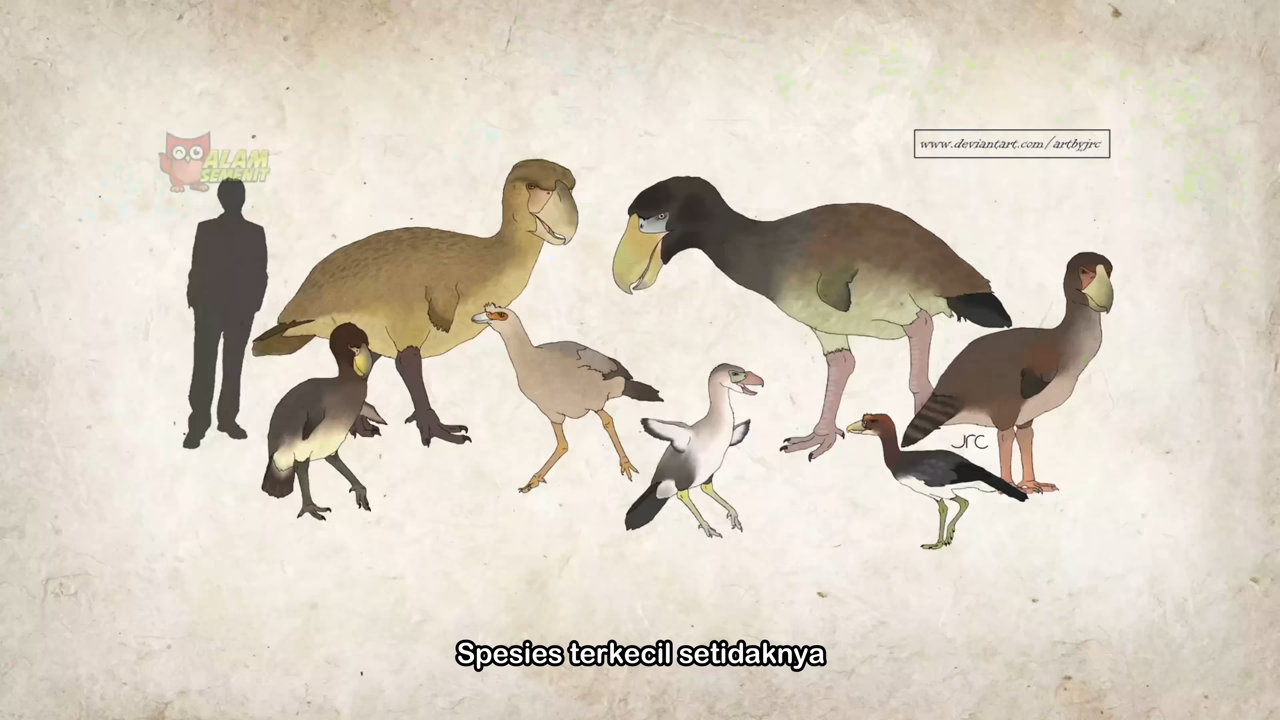 www.deviantart.com/artbyjrc
ALAM
SEMENIT
Jrc
Spesies terkecil setidaknya